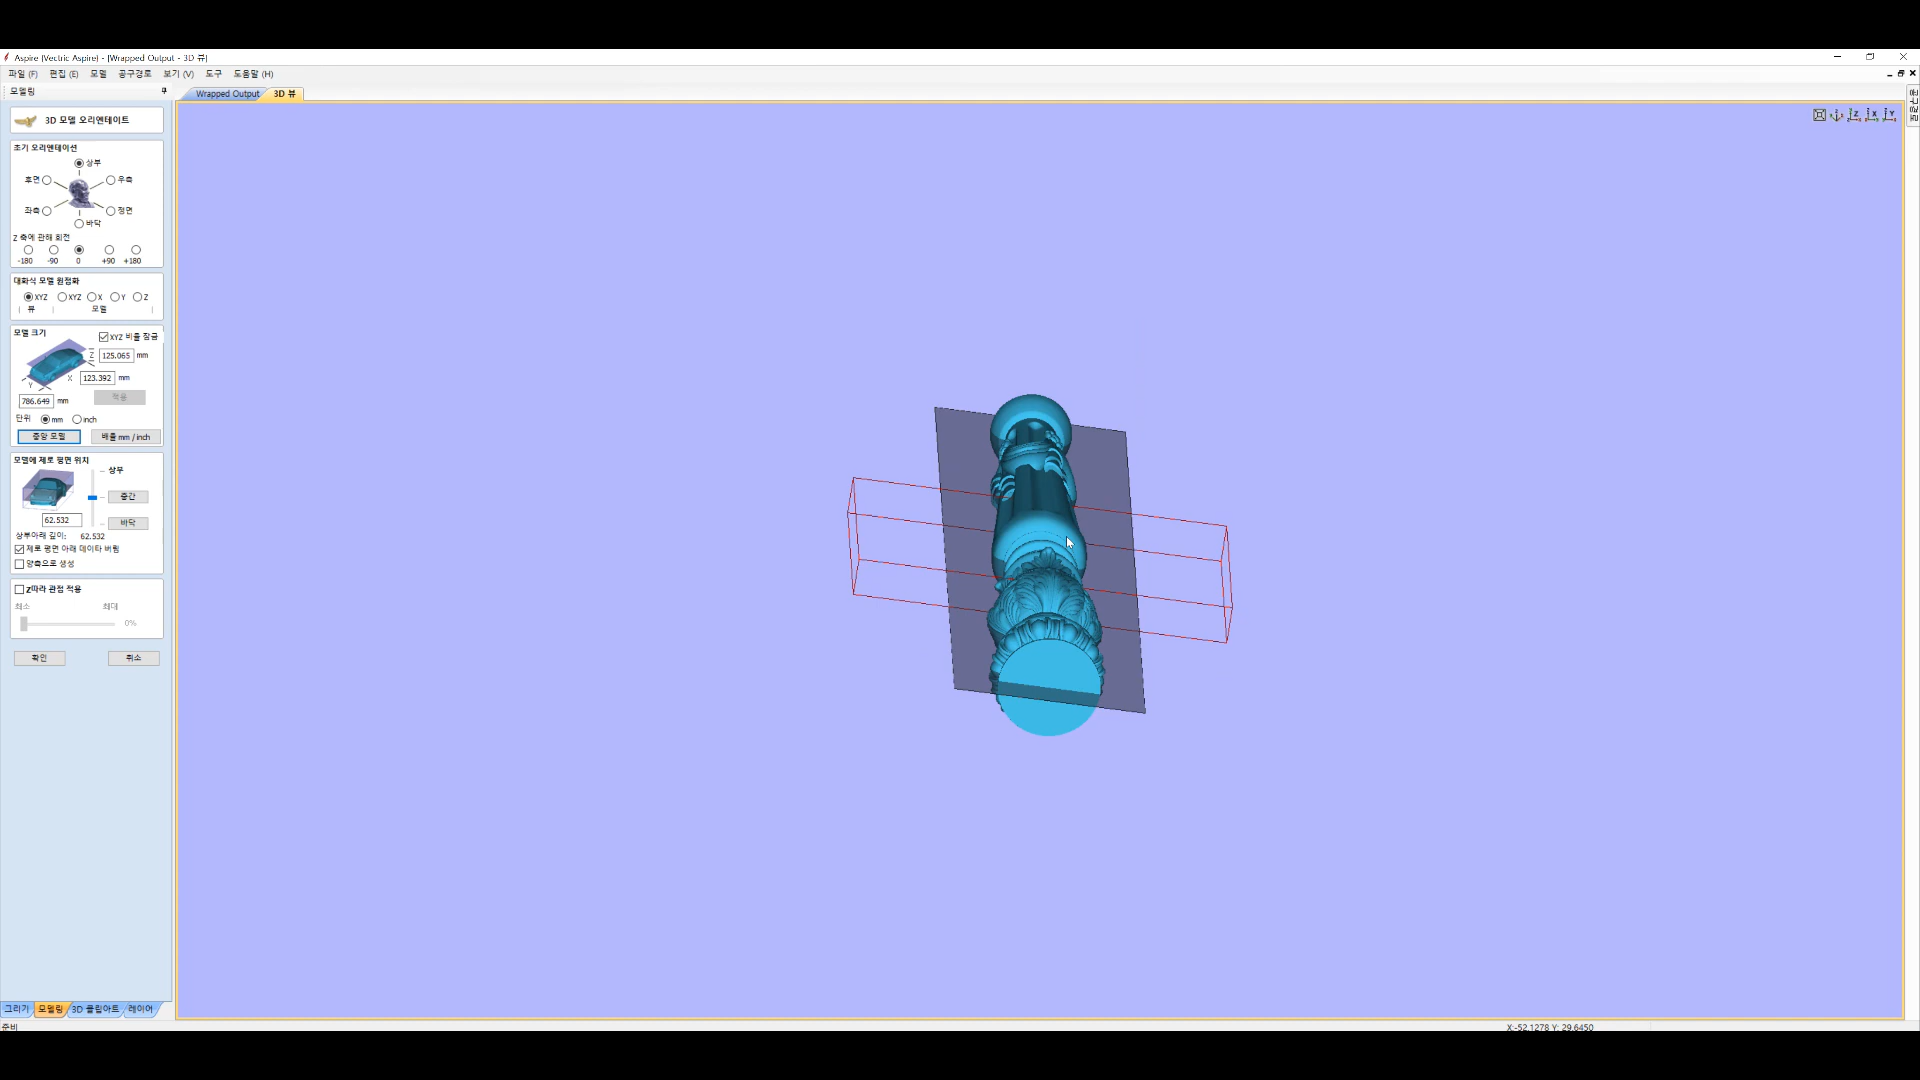 Aspire (Vectric Aspire) - [Wrapped Output - 3D 뷰]
파일 (F) 편집 (E) 모델 공구경로 보기 (V) 도구 도움말 (H)
모델링
Wrapped Output 3D 뷰
3D 모델 오리엔테이트
초기 오리엔테이션
상부
후면 우측
좌측 정면
바닥
Z 축에 관해 회전
-180 -90 0 +90 +180
대화식 모델 원점화
XYZ XYZ X Y Z
뷰 모델
모델 크기
XYZ 비율 잠금
Z 125.065 mm
X 123.392 mm
Y
786.649 mm 적용
단위 mm inch
중앙 모델 배율 mm / inch
모델에 제로 평면 위치
상부
중간
62.532 바닥
상부아래 깊이: 62.532
제로 평면 아래 데이타 버림
양측으로 생성
Z따라 관점 적용
최소 최대
0%
확인 취소
그리기 모델링 3D 클립아트 레이어
준비
X:-52.1278 Y: 29.6450
공구경로